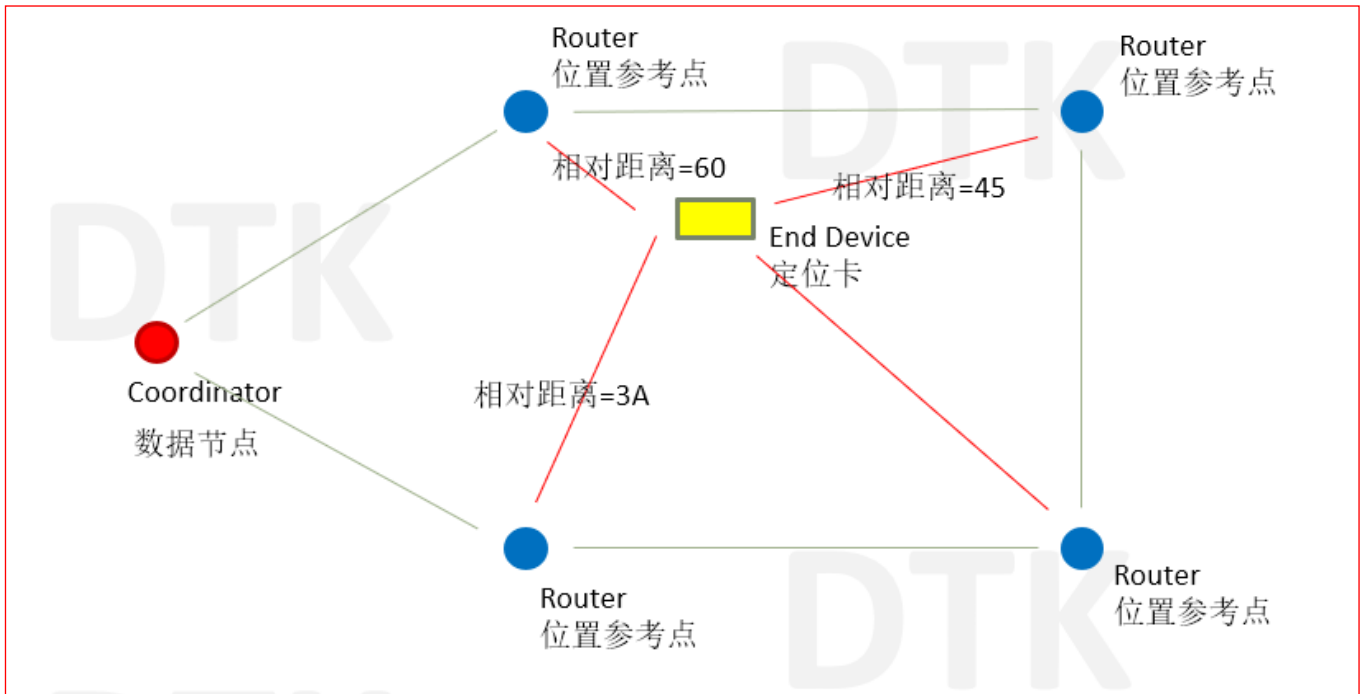 DTK
Router
位置参考点
Router
位置参考点
相对距离=60
相对距离=45
DTK
End Device
定位卡
Coordinator
数据节点
相对距离=3A
DTK
Router
位置参考点
Router
位置参考点